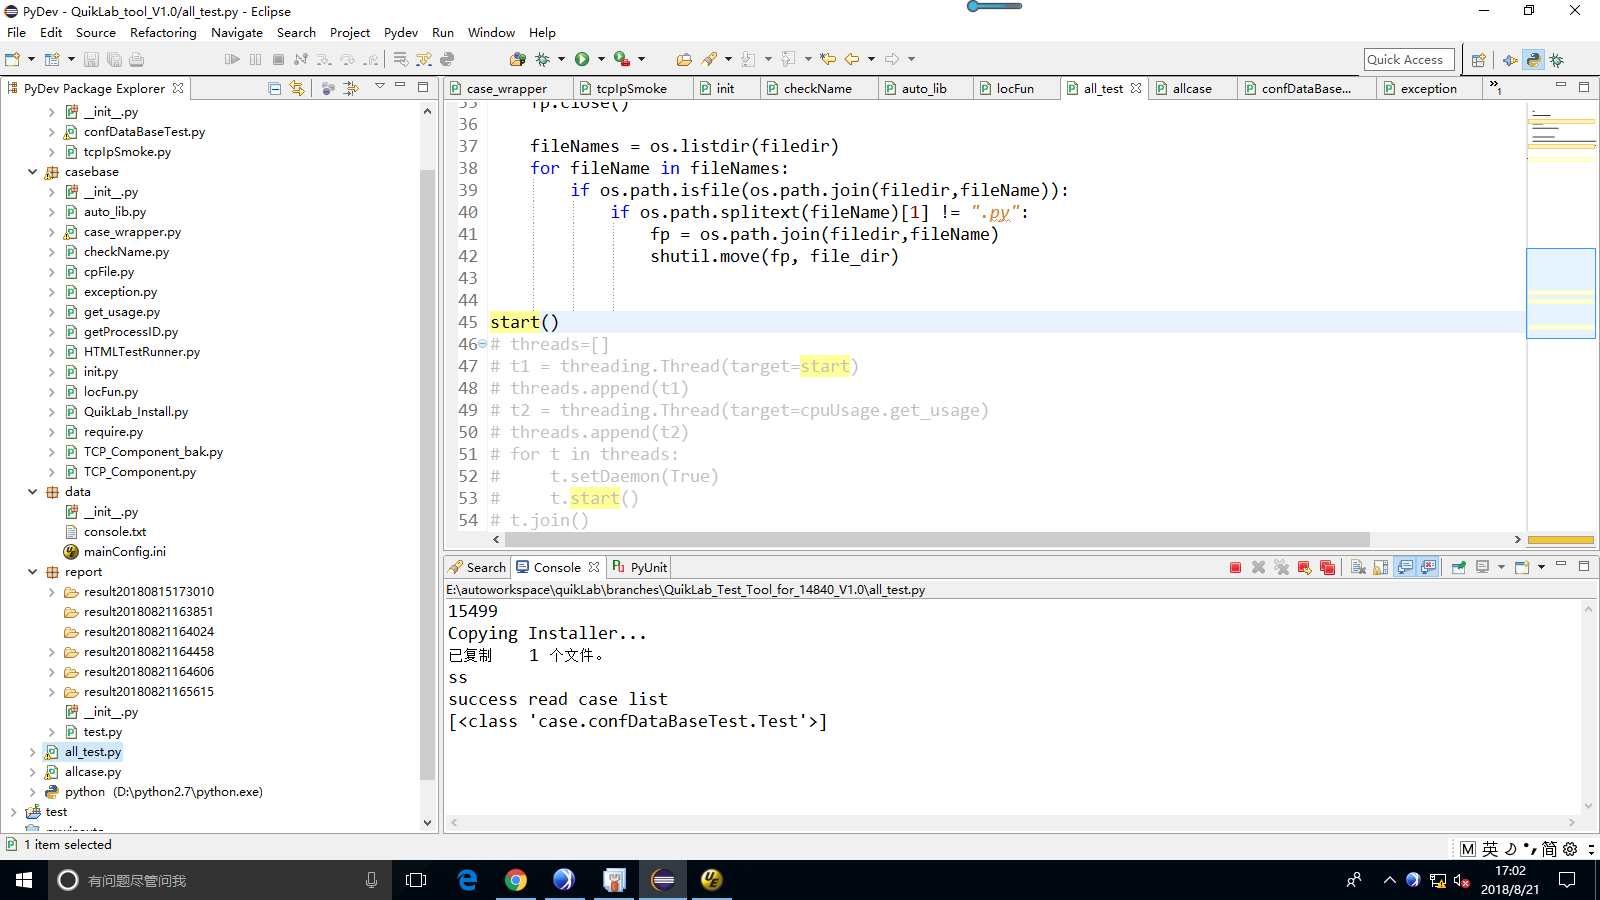 PyDev - QuikLab_tool_V1.0/all_test.py - Eclipse
File Edit Source Refactoring Navigate Search Project Pydev Run Window Help
Quick Access
PyDev Package Explorer
__init__.py
confDataBaseTest.py
tcpIpSmoke.py
casebase
__init__.py
auto_lib.py
case_wrapper.py
checkName.py
cpFile.py
exception.py
get_usage.py
getProcessID.py
HTMLTestRunner.py
init.py
locFun.py
QuikLab_Install.py
require.py
TCP_Component_bak.py
TCP_Component.py
data
__init__.py
console.txt
mainConfig.ini
report
result20180815173010
result20180821163851
result20180821164024
result20180821164458
result20180821164606
result20180821165615
__init__.py
test.py
all_test.py
allcase.py
python (D:\python2.7\python.exe)
test
case_wrapper tcpIpSmoke init checkName auto_lib locFun all_test allcase confDataBase... exception »1
35 fp.close()
36
37 fileNames = os.listdir(filedir)
38 for fileName in fileNames:
39 if os.path.isfile(os.path.join(filedir,fileName)):
40 if os.path.splitext(fileName)[1] != ".py":
41 fp = os.path.join(filedir,fileName)
42 shutil.move(fp, file_dir)
43
44
45 start()
46 # threads=[]
47 # t1 = threading.Thread(target=start)
48 # threads.append(t1)
49 # t2 = threading.Thread(target=cpuUsage.get_usage)
50 # threads.append(t2)
51 # for t in threads:
52 # t.setDaemon(True)
53 # t.start()
54 # t.join()
Search Console PyUnit
E:\autoworkspace\quikLab\branches\QuikLab_Test_Tool_for_14840_V1.0\all_test.py
15499
Copying Installer...
已复制 1 个文件。
ss
success read case list
[<class 'case.confDataBaseTest.Test'>]
1 item selected
M 英 简
有问题尽管问我
17:02
2018/8/21